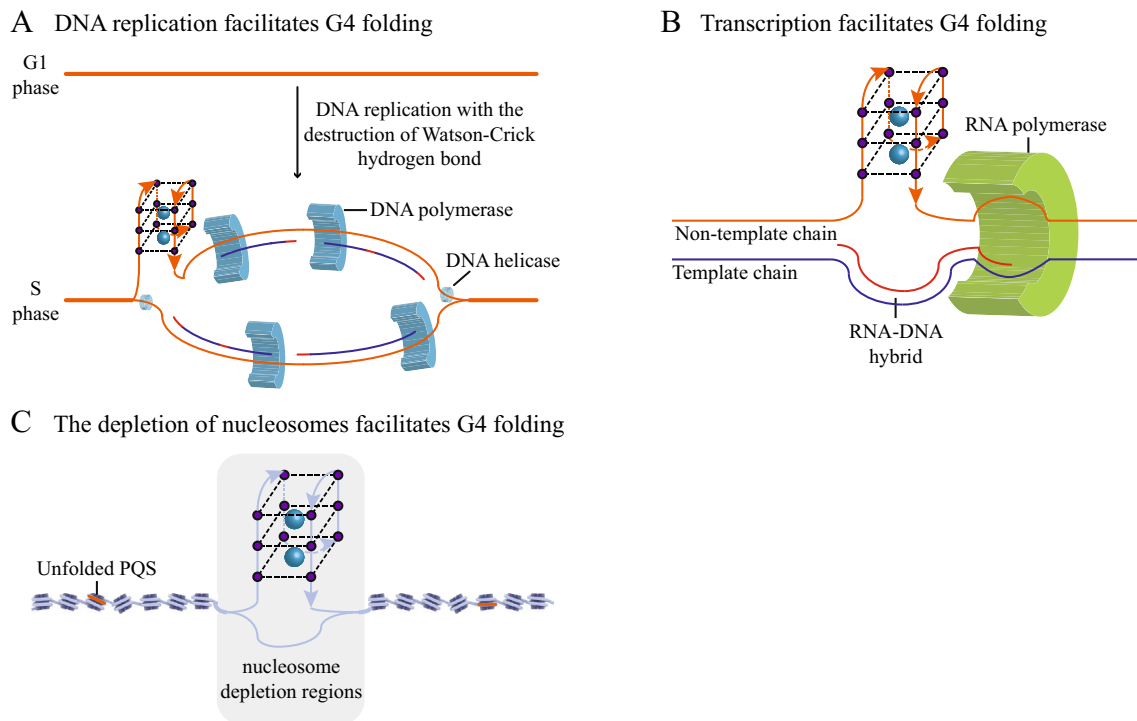 A DNA replication facilitates G4 folding
G1
phase
DNA replication with the
destruction of Watson-Crick
hydrogen bond
DNA polymerase
DNA helicase
S
phase
B Transcription facilitates G4 folding
RNA polymerase
Non-template chain
Template chain
RNA-DNA
hybrid
C The depletion of nucleosomes facilitates G4 folding
Unfolded PQS
nucleosome
depletion regions